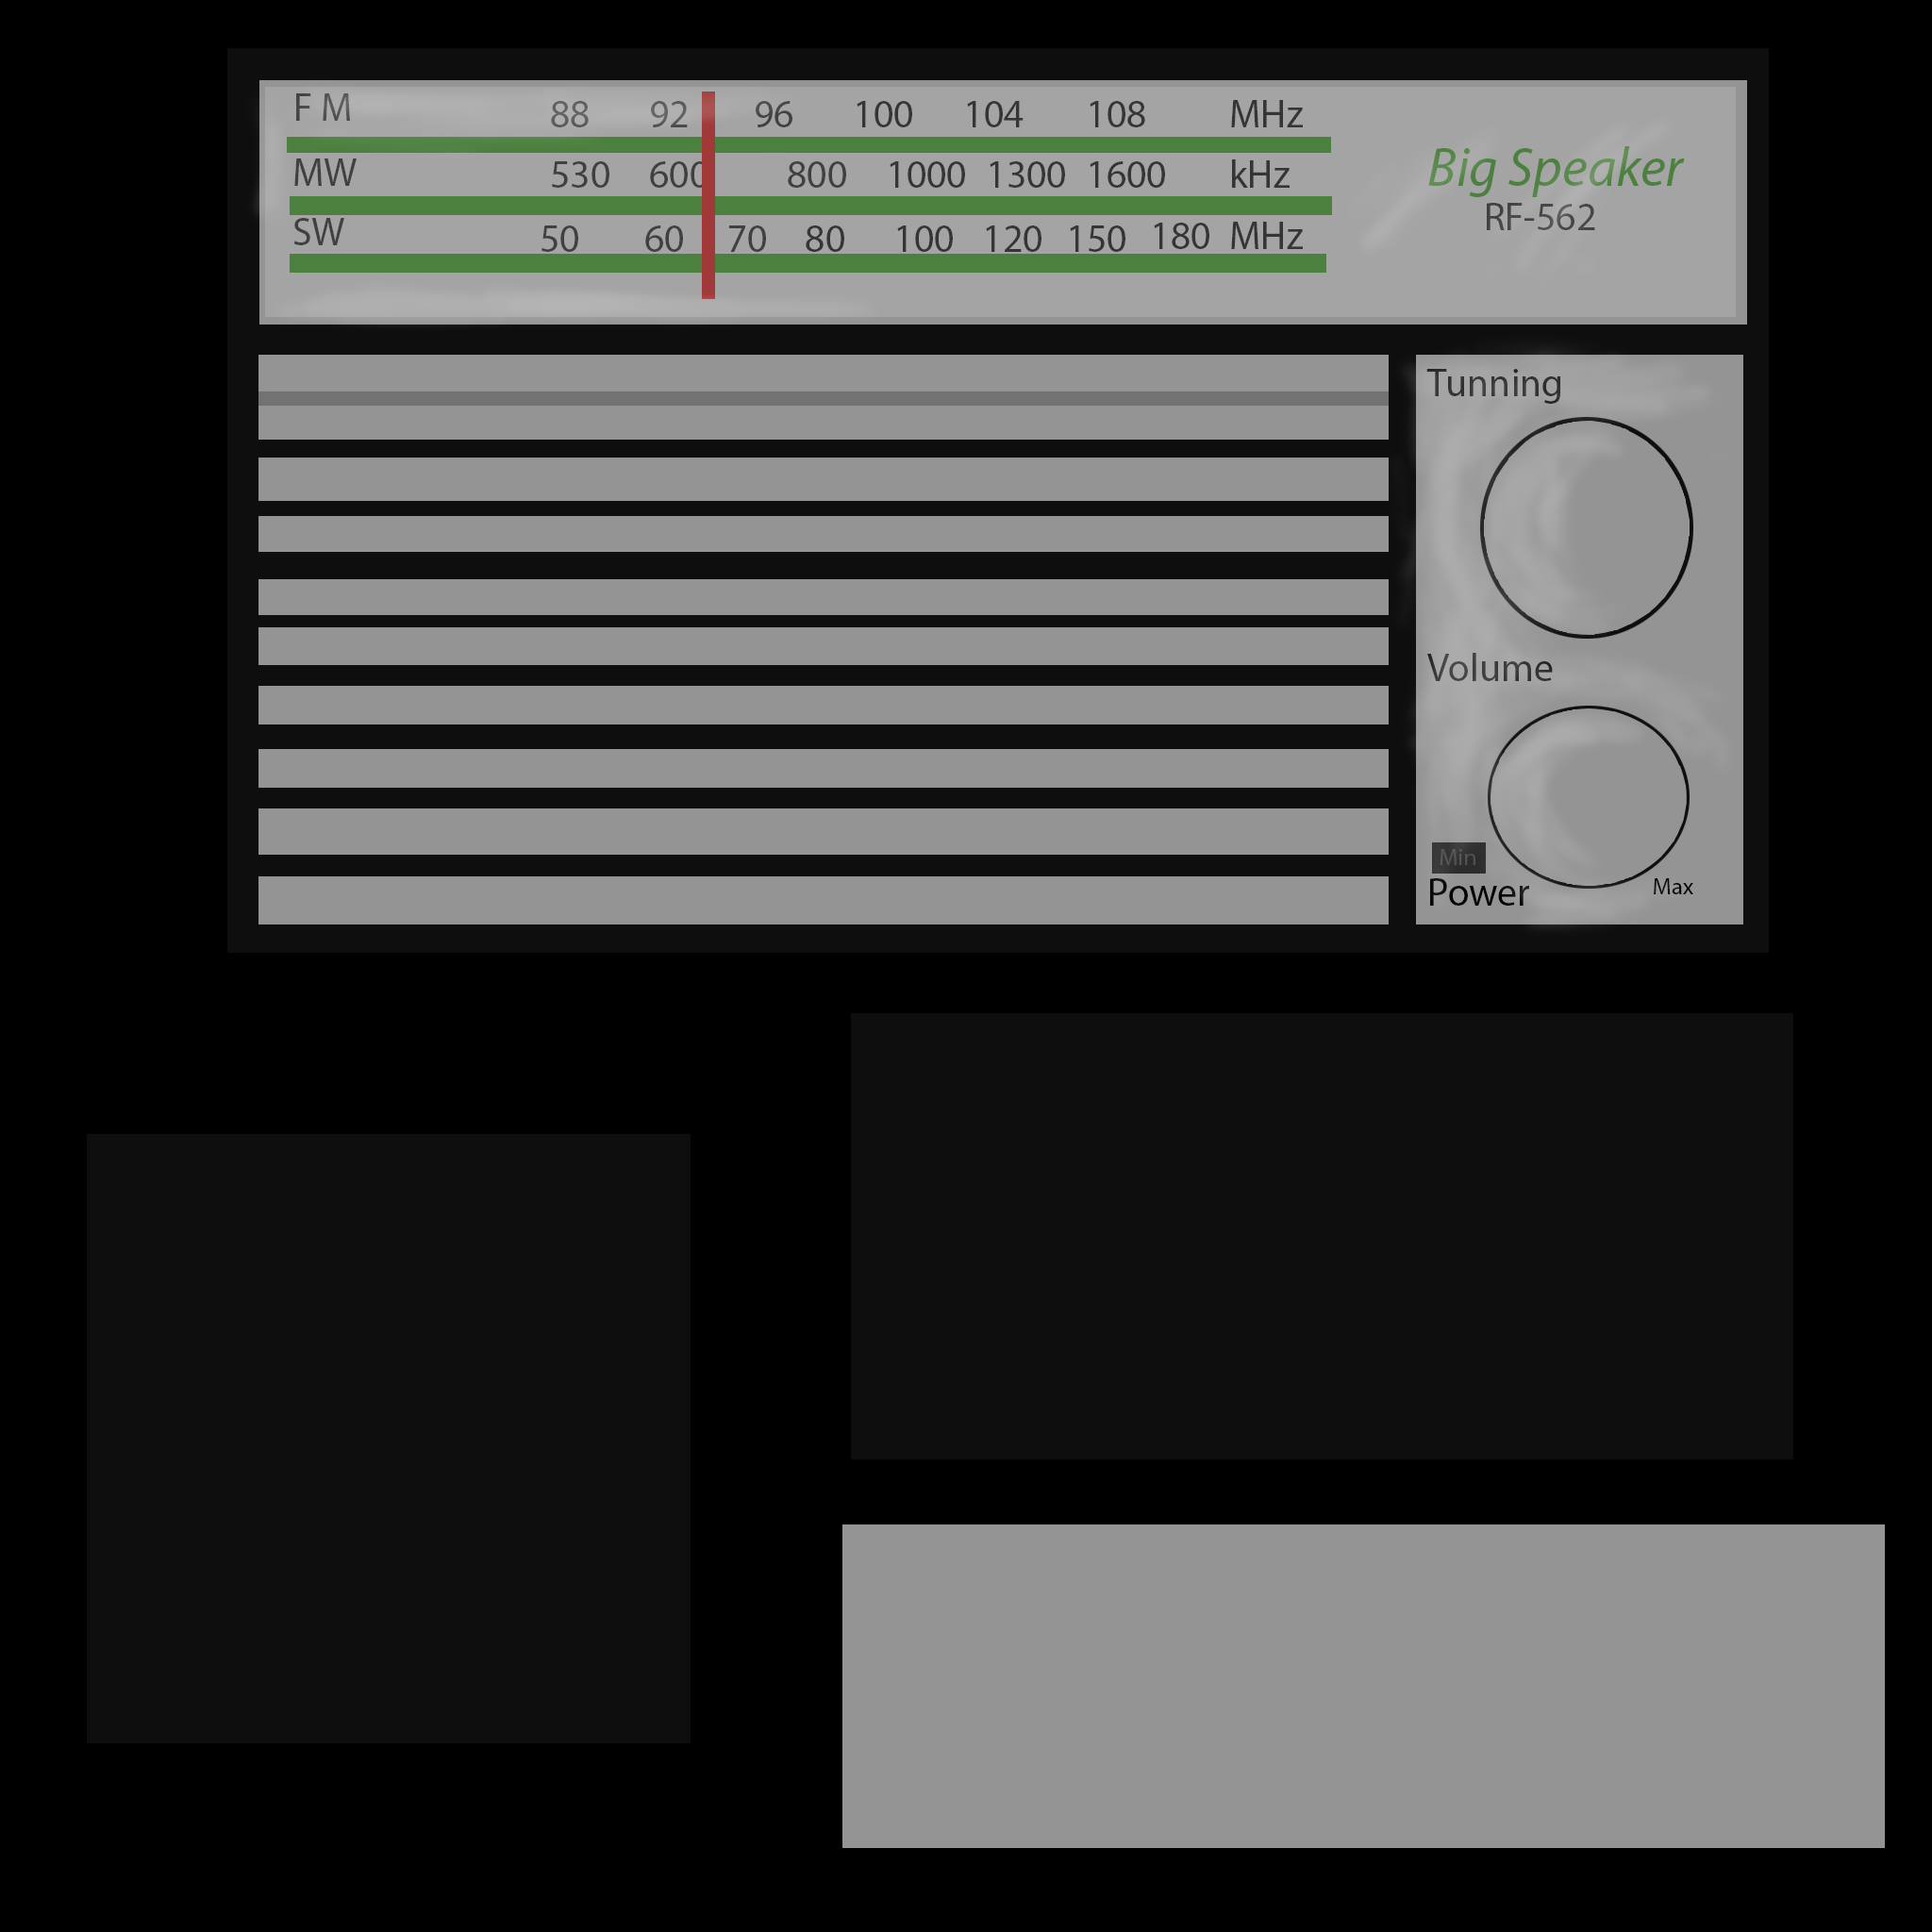 F M 88 92 96 100 104 108 MHz
MW 530 600 800 1000 1300 1600 kHz
SW 50 60 70 80 100 120 150 180 MHz
Big Speaker
RF-562
Tunning
Volume
Min
Power
Max